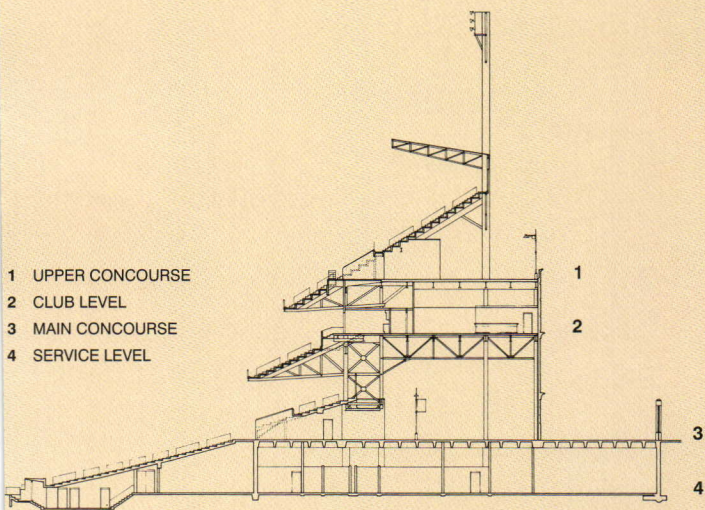 1 UPPER CONCOURSE
2 CLUB LEVEL
3 MAIN CONCOURSE
4 SERVICE LEVEL
1
2
3
4